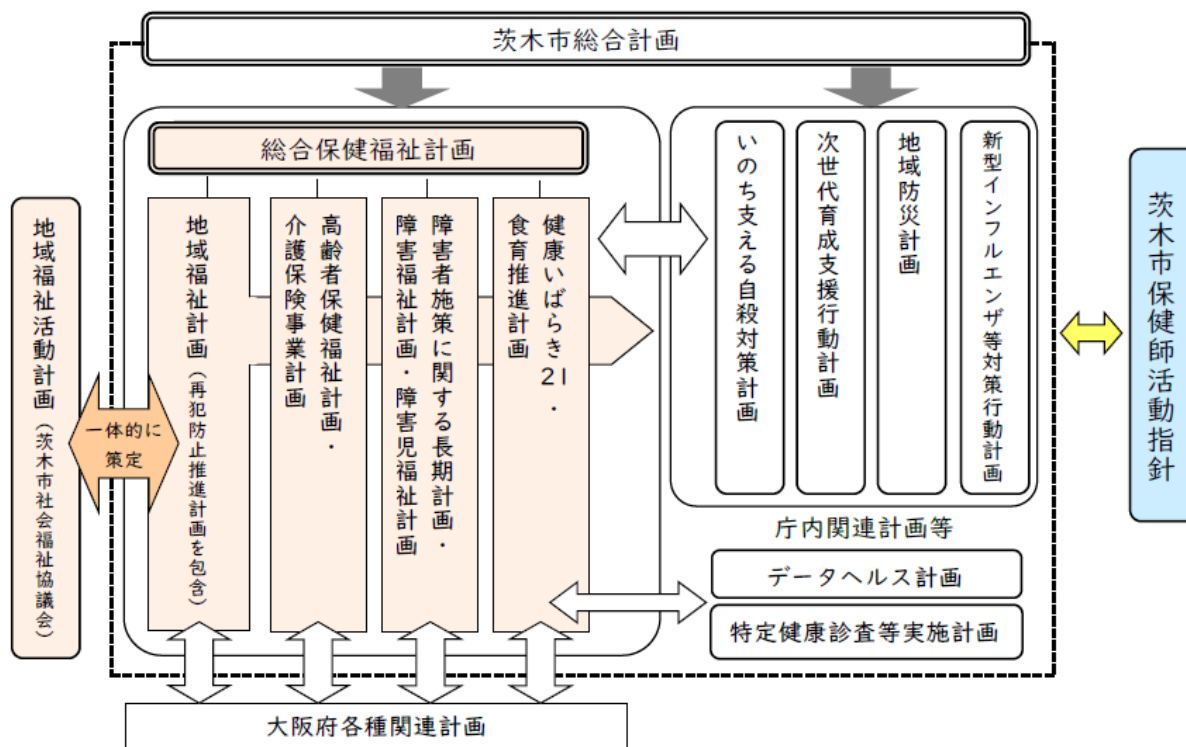 茨木市総合計画
総合保健福祉計画
地域福祉活動計画（茨木市社会福祉協議会）
一体的に
策定
地域福祉計画（再犯防止推進計画を包含）
高齢者保健福祉計画・
介護保険事業計画
障害者施策に関する長期計画・
障害福祉計画・障害児福祉計画
健康いばらき21・
食育推進計画
いのち支える自殺対策計画
次世代育成支援行動計画
地域防災計画
新型インフルエンザ等対策行動計画
庁内関連計画等
データヘルス計画
特定健康診査等実施計画
茨木市保健師活動指針
大阪府各種関連計画